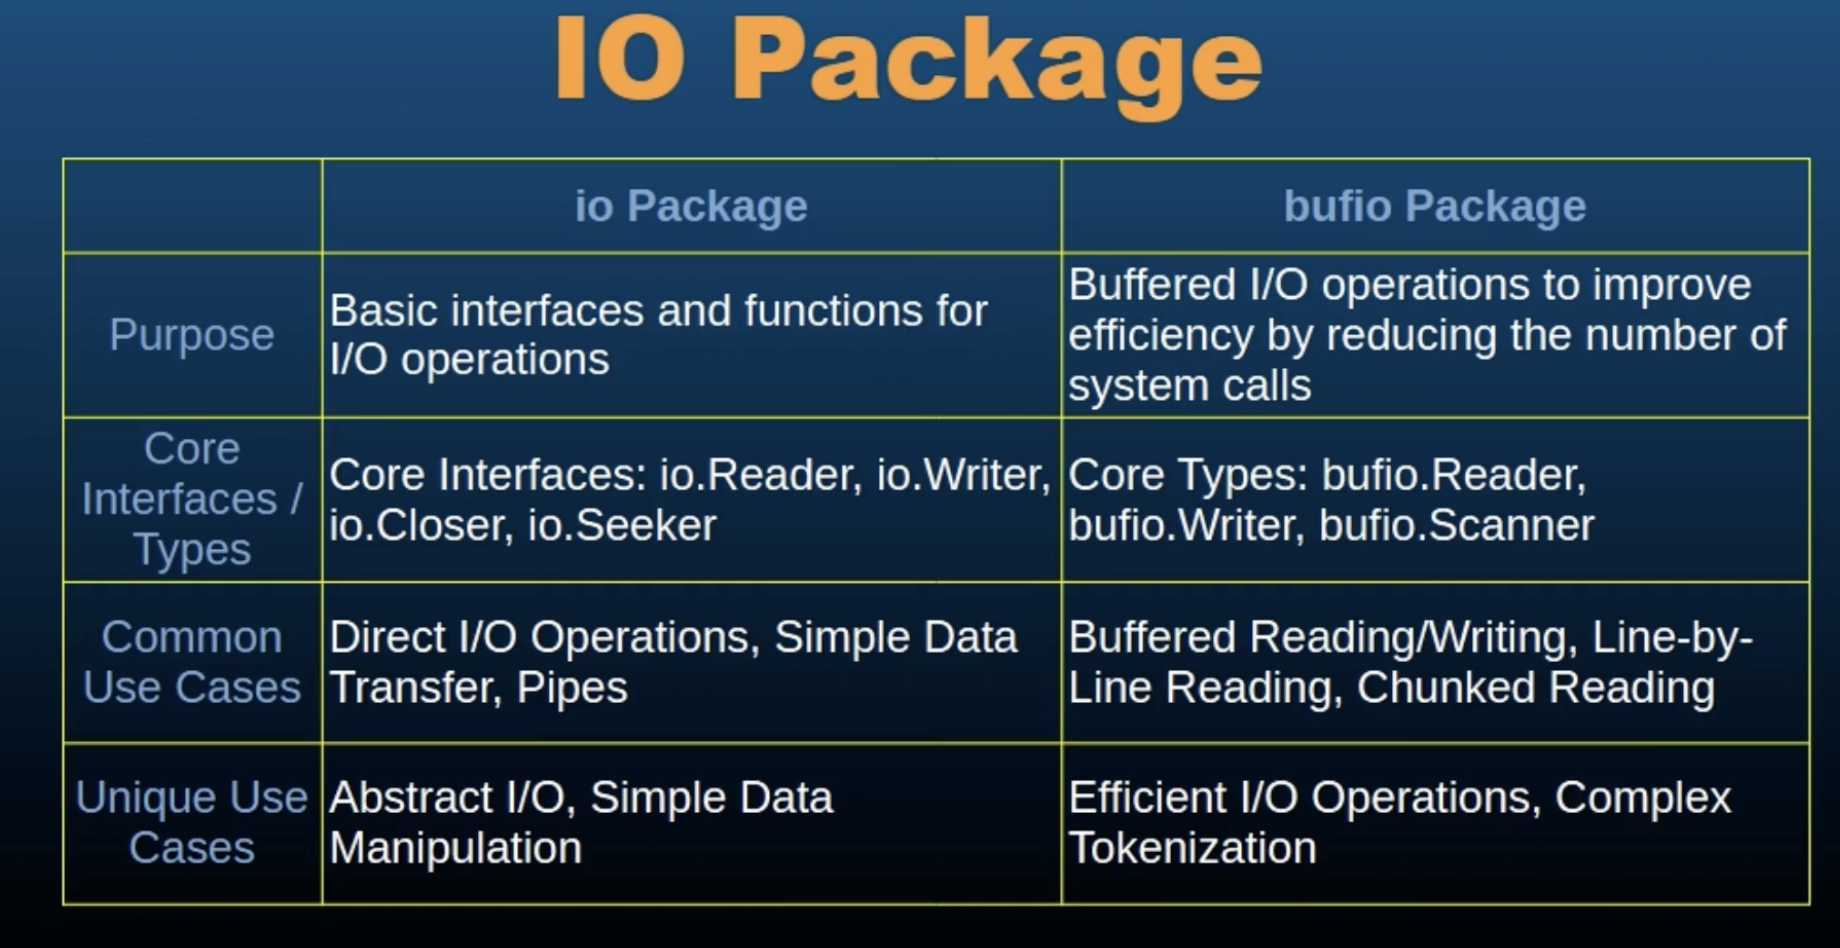 IO Package
io Package
bufio Package
Purpose
Basic interfaces and functions for
I/O operations
Buffered I/O operations to improve
efficiency by reducing the number of
system calls
Core
Interfaces /
Types
Core Interfaces: io.Reader, io.Writer,
io.Closer, io.Seeker
Core Types: bufio.Reader,
bufio.Writer, bufio.Scanner
Common
Use Cases
Direct I/O Operations, Simple Data
Transfer, Pipes
Buffered Reading/Writing, Line-by-
Line Reading, Chunked Reading
Unique Use
Cases
Abstract I/O, Simple Data
Manipulation
Efficient I/O Operations, Complex
Tokenization